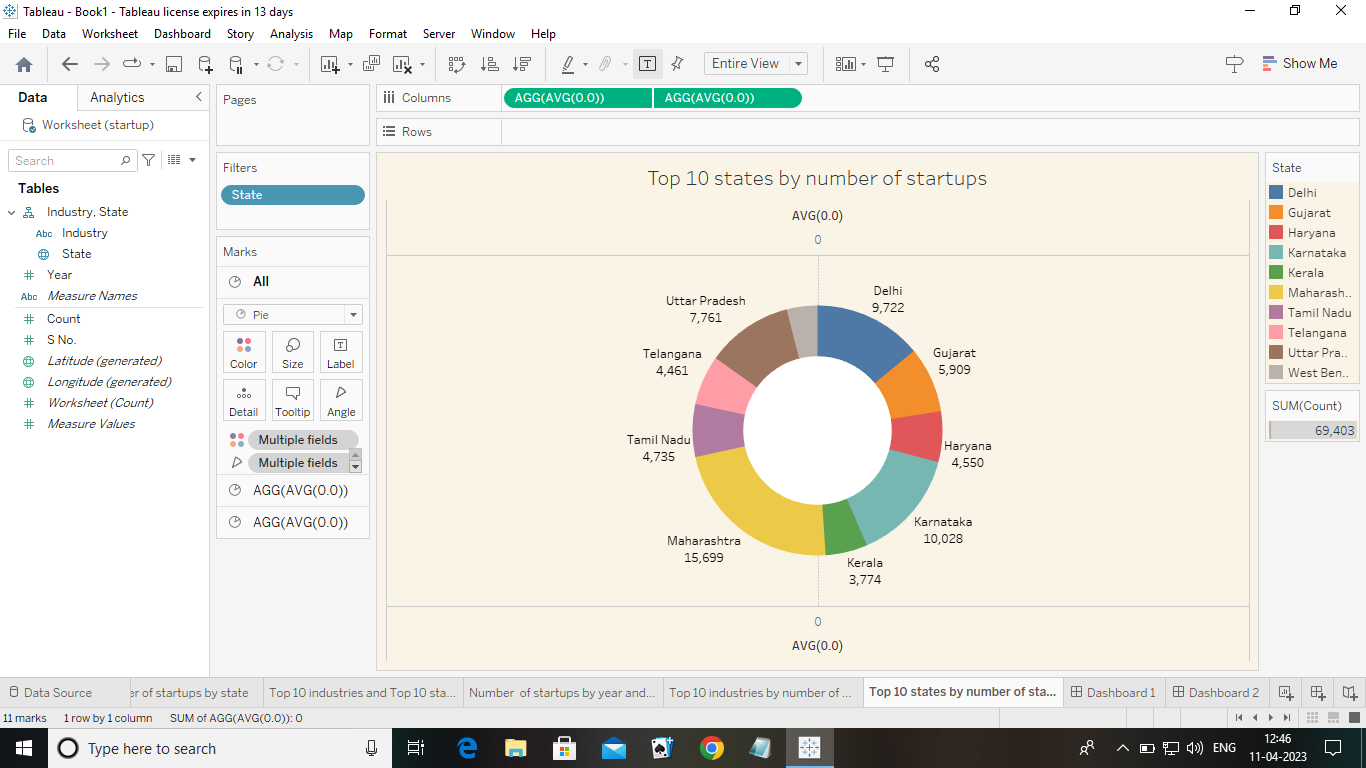 Tableau - Book1 - Tableau license expires in 13 days
File Data Worksheet Dashboard Story Analysis Map Format Server Window Help
Entire View
Show Me
Data Analytics
Worksheet (startup)
Search
Tables
Industry, State
Abc Industry
State
Year
Abc Measure Names
Count
S No.
Latitude (generated)
Longitude (generated)
Worksheet (Count)
Measure Values
Pages
Filters
State
Marks
All
Pie
Color Size Label
Detail Tooltip Angle
Multiple fields
Multiple fields
AGG(AVG(0.0))
AGG(AVG(0.0))
Columns AGG(AVG(0.0)) AGG(AVG(0.0))
Rows
Top 10 states by number of startups
AVG(0.0)
0
Delhi
9,722
Uttar Pradesh
7,761
Gujarat
5,909
Telangana
4,461
Haryana
4,550
Tamil Nadu
4,735
Karnataka
10,028
Maharashtra
15,699
Kerala
3,774
0
AVG(0.0)
State
Delhi
Gujarat
Haryana
Karnataka
Kerala
Maharash..
Tamil Nadu
Telangana
Uttar Pra..
West Ben..
SUM(Count)
69,403
Data Source er of startups by state Top 10 industries and Top 10 sta... Number of startups by year and... Top 10 industries by number of ... Top 10 states by number of sta... Dashboard 1 Dashboard 2
11 marks 1 row by 1 column SUM of AGG(AVG(0.0)): 0
Type here to search
ENG
12:46
11-04-2023